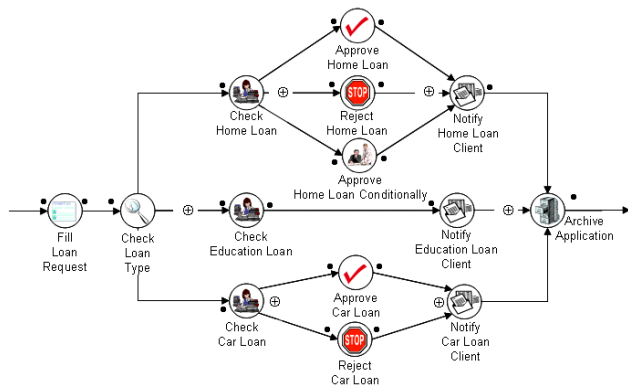 Approve
Home Loan
STOP
Check
Home Loan
Reject
Home Loan
Notify
Home Loan
Client
Approve
Home Loan Conditionally
Fill
Loan
Request
Check
Loan
Type
Check
Education Loan
Notify
Education Loan
Client
Archive
Application
Approve
Car Loan
Check
Car Loan
STOP
Notify
Car Loan
Client
Reject
Car Loan